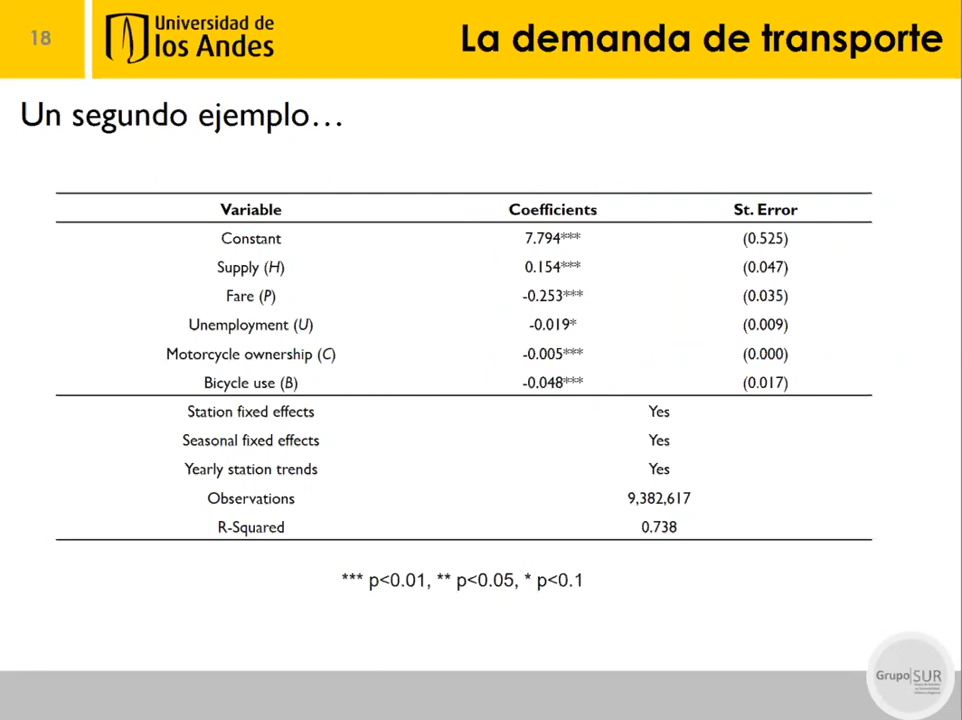 18
Universidad de
los Andes
La demanda de transporte
Un segundo ejemplo...
Variable Coefficients St. Error
Constant 7.794*** (0.525)
Supply (H) 0.154*** (0.047)
Fare (P) -0.253*** (0.035)
Unemployment (U) -0.019* (0.009)
Motorcycle ownership (C) -0.005*** (0.000)
Bicycle use (B) -0.048*** (0.017)
Station fixed effects Yes
Seasonal fixed effects Yes
Yearly station trends Yes
Observations 9,382,617
R-Squared 0.738
*** p<0.01, ** p<0.05, * p<0.1
Grupo|SUR